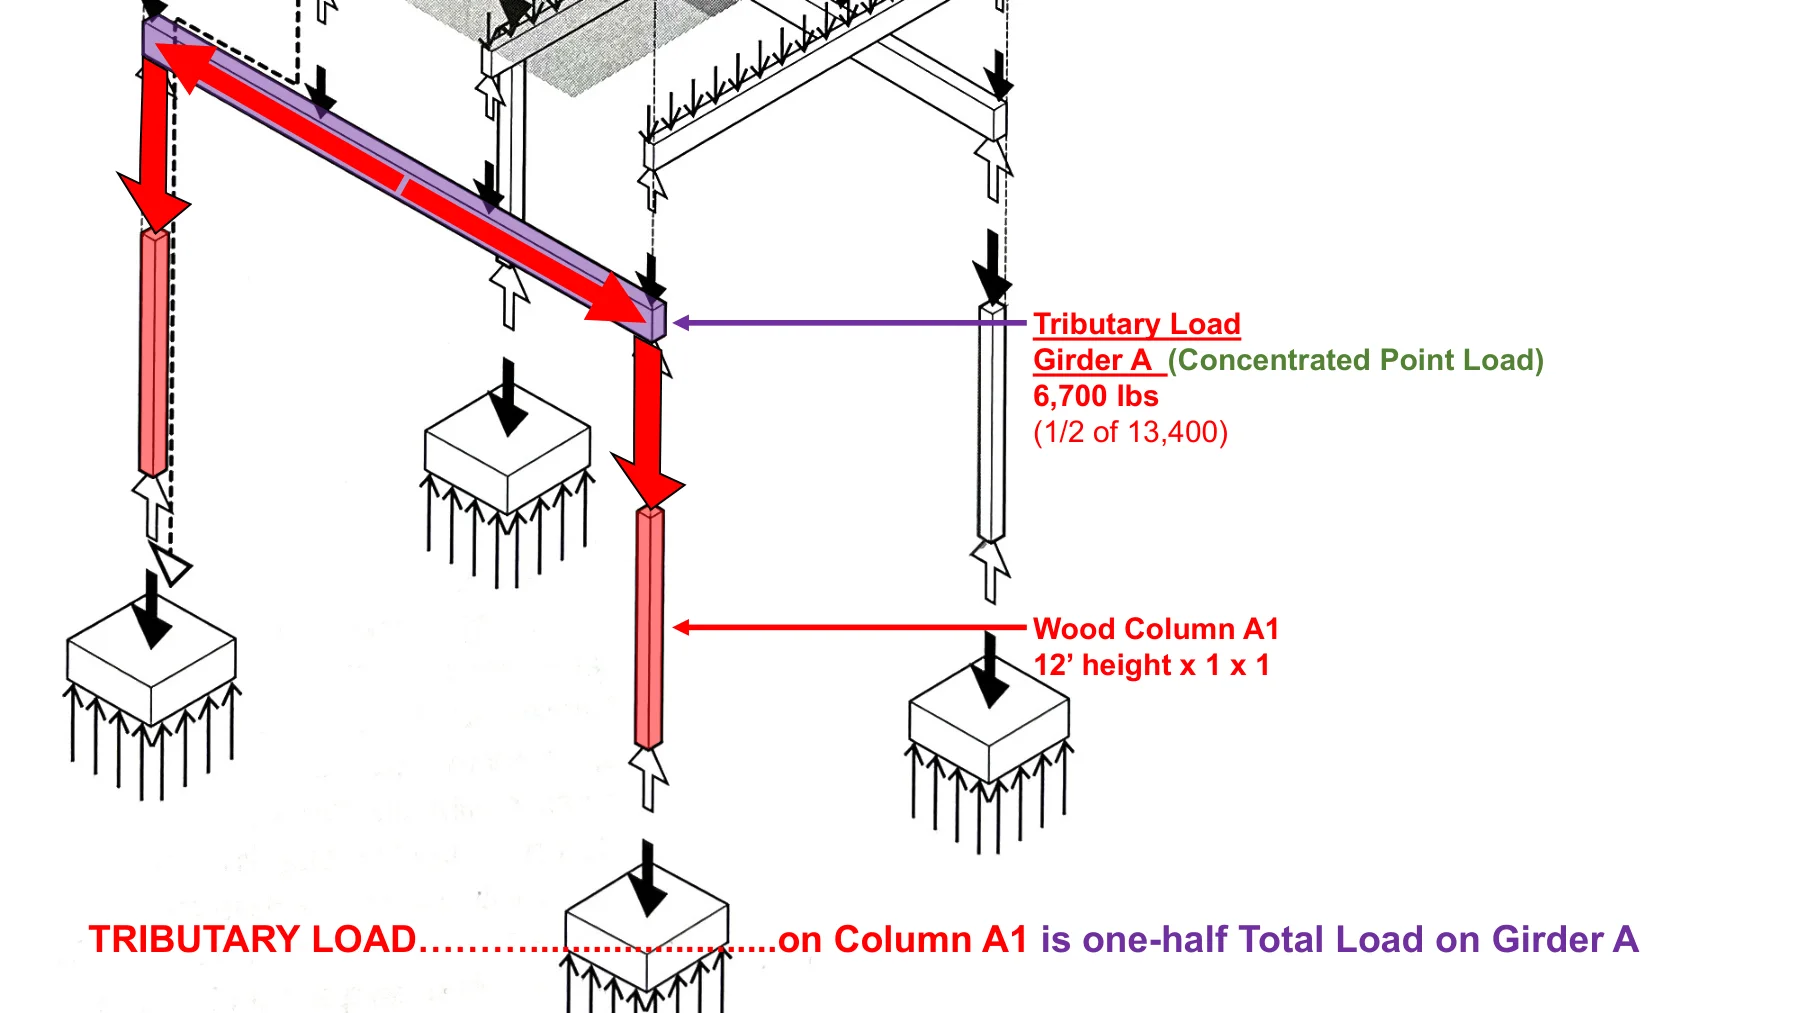 Tributary Load
Girder A  (Concentrated Point Load)
6,700 lbs
(1/2 of 13,400)
Wood Column A1
12’ height x 1 x 1
TRIBUTARY LOAD……….......................on Column A1 is one-half Total Load on Girder A